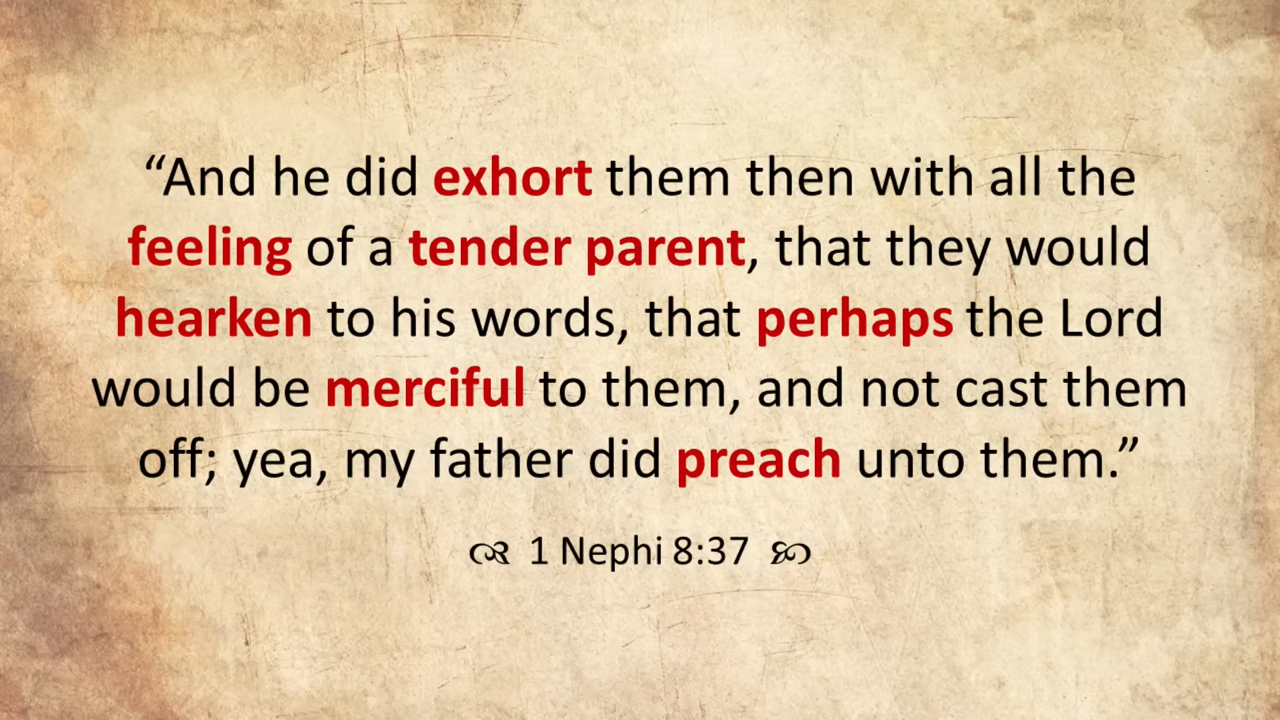 “And he did exhort them then with all the
feeling of a tender parent, that they would
hearken to his words, that perhaps the Lord
would be merciful to them, and not cast them
off; yea, my father did preach unto them.”
1 Nephi 8:37